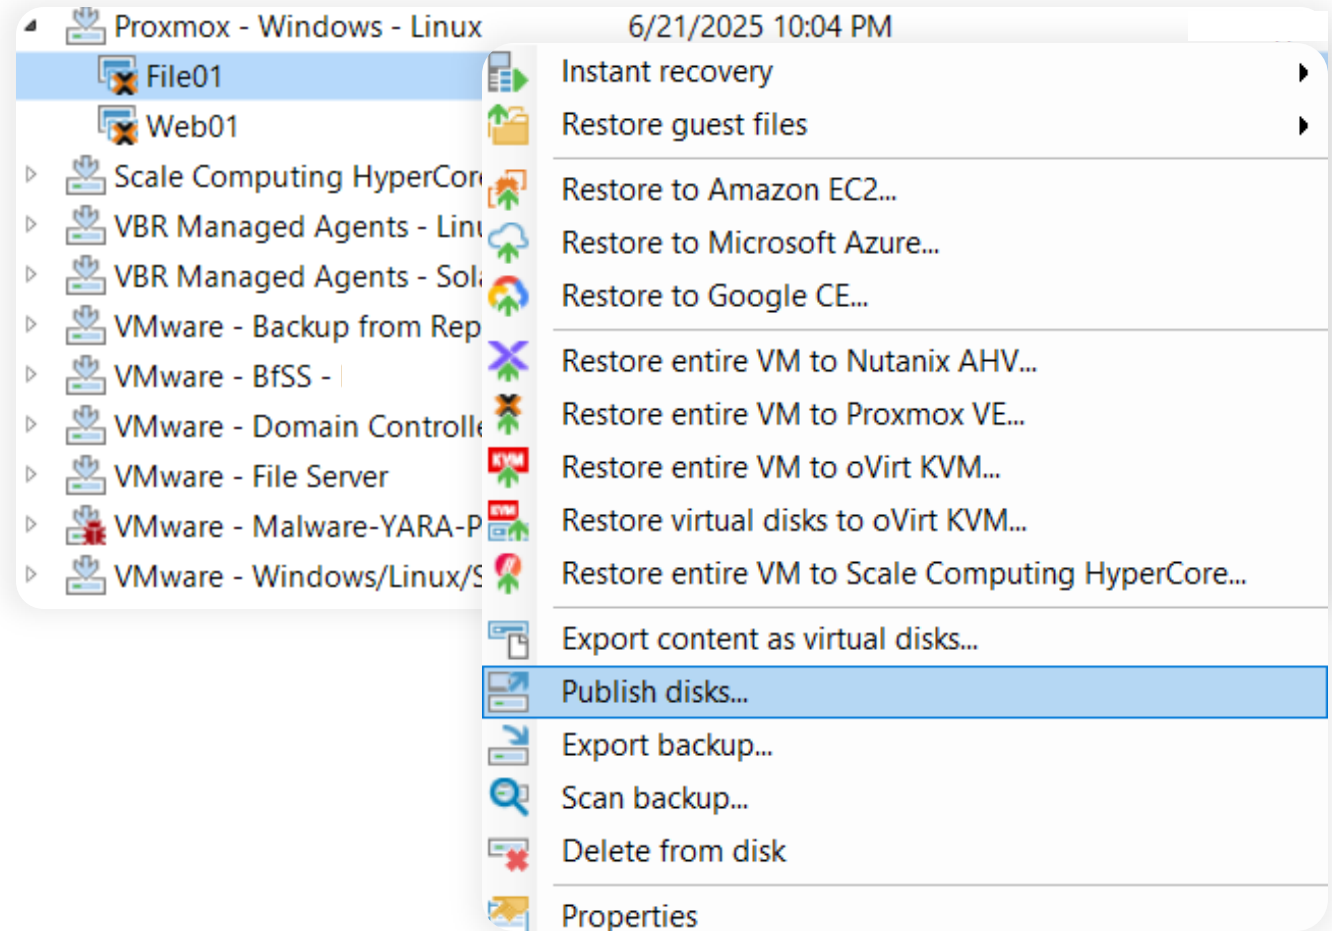 Proxmox - Windows - Linux 6/21/2025 10:04 PM
File01
Web01
Scale Computing
VBR Managed Agents -
VBR Managed Agents -
VMware - Backup from
VMware - BfSS -
VMware - Domain
VMware - File Server
VMware - Malware-YARA-
VMware - Windows/Linux/
Instant recovery
Restore guest files
Restore to Amazon EC2...
Restore to Microsoft Azure...
Restore to Google CE...
Restore entire VM to Nutanix AHV...
Restore entire VM to Proxmox VE...
KVM
Restore entire VM to oVirt KVM...
KVM
Restore virtual disks to oVirt KVM...
Restore entire VM to Scale Computing HyperCore...
Export content as virtual disks...
Publish disks...
Export backup...
Scan backup...
Delete from disk
Properties